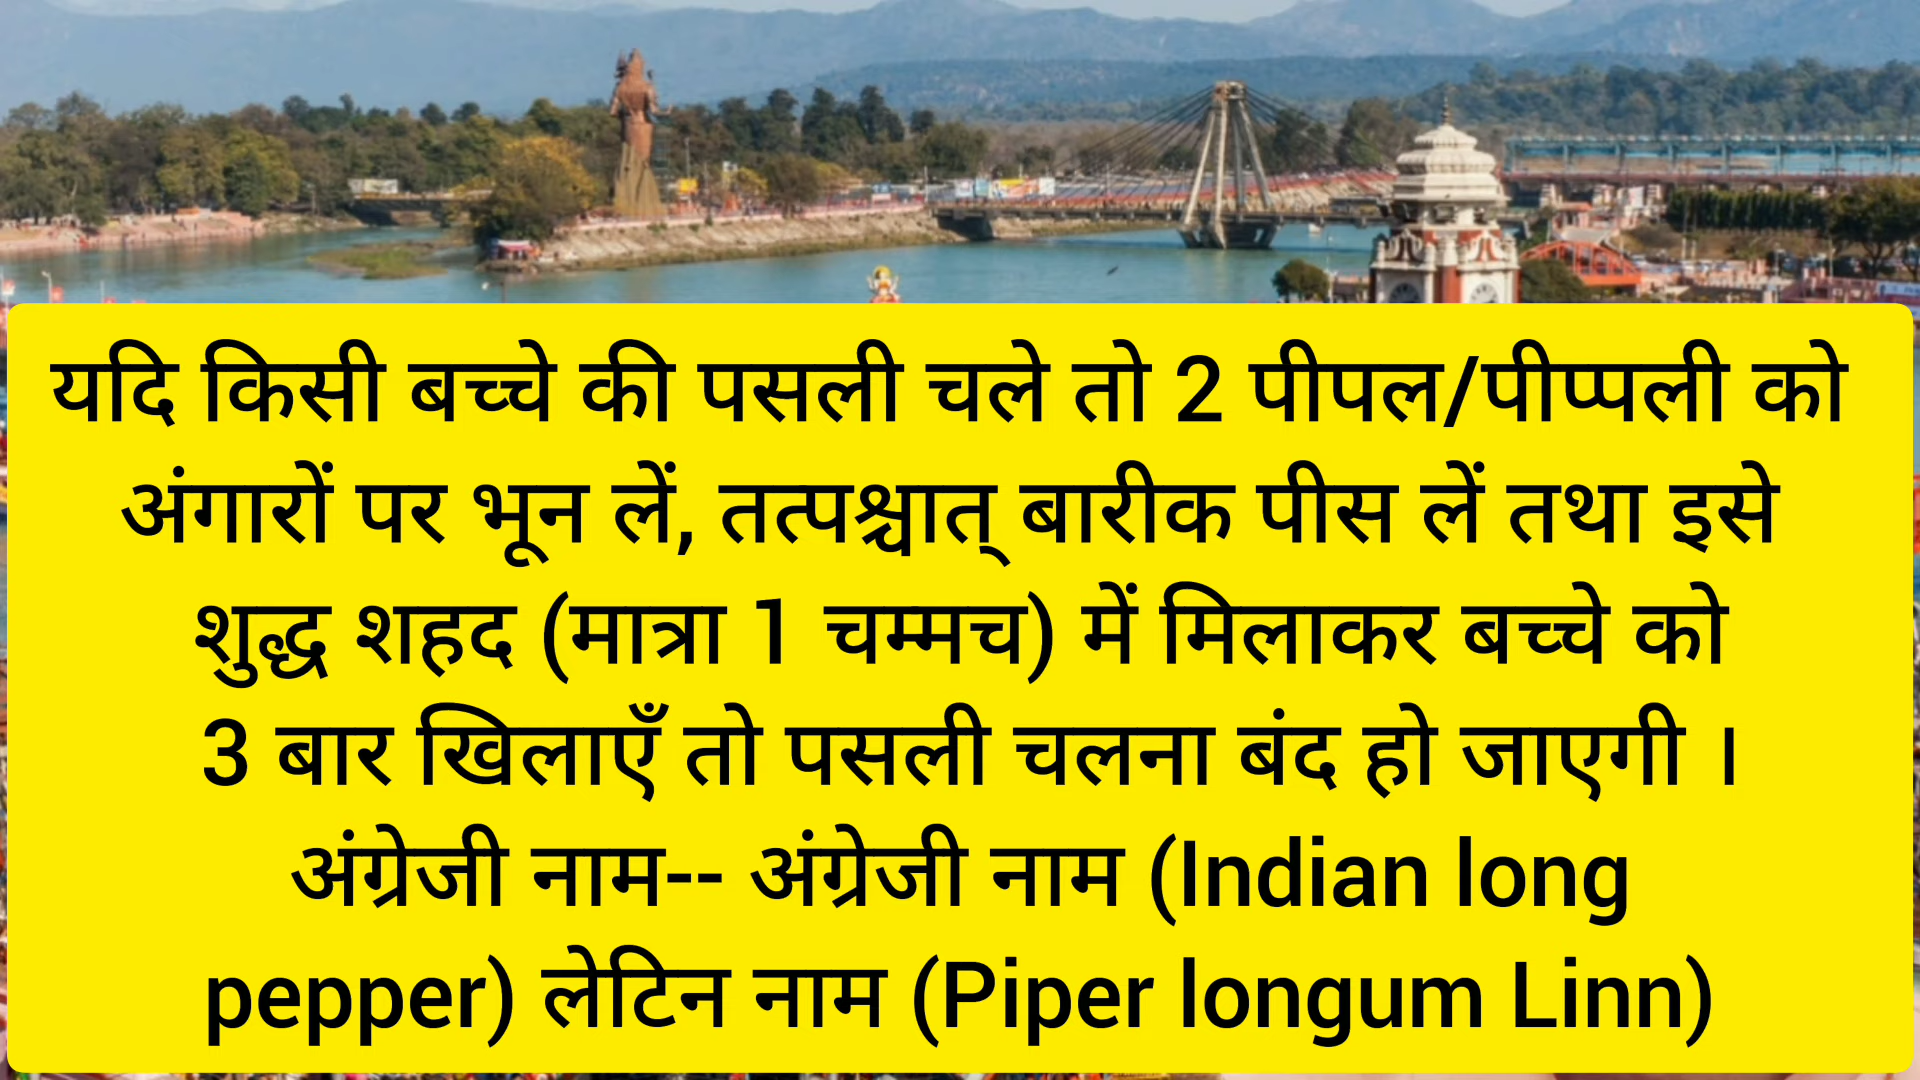 यदि किसी बच्चे की पसली चले तो 2 पीपल/पीप्पली को
अंगारों पर भून लें, तत्पश्चात् बारीक पीस लें तथा इसे
शुद्ध शहद (मात्रा 1 चम्मच) में मिलाकर बच्चे को
3 बार खिलाएँ तो पसली चलना बंद हो जाएगी ।
अंग्रेजी नाम-- अंग्रेजी नाम (Indian long
pepper) लेटिन नाम (Piper longum Linn)